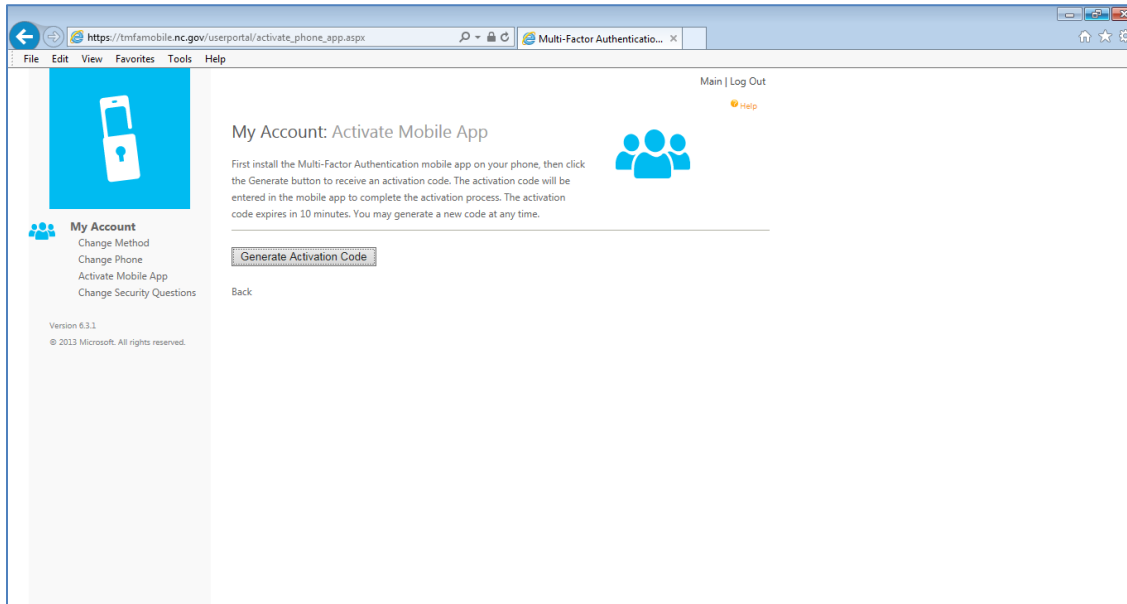 https://tmfamobile.nc.gov/userportal/activate_phone_app.aspx
Multi-Factor Authenticatio...
File Edit View Favorites Tools Help
Main | Log Out
Help
My Account: Activate Mobile App
First install the Multi-Factor Authentication mobile app on your phone, then click
the Generate button to receive an activation code. The activation code will be
entered in the mobile app to complete the activation process. The activation
code expires in 10 minutes. You may generate a new code at any time.
My Account
Change Method
Change Phone
Activate Mobile App
Change Security Questions
Generate Activation Code
Back
Version 6.3.1
© 2013 Microsoft. All rights reserved.